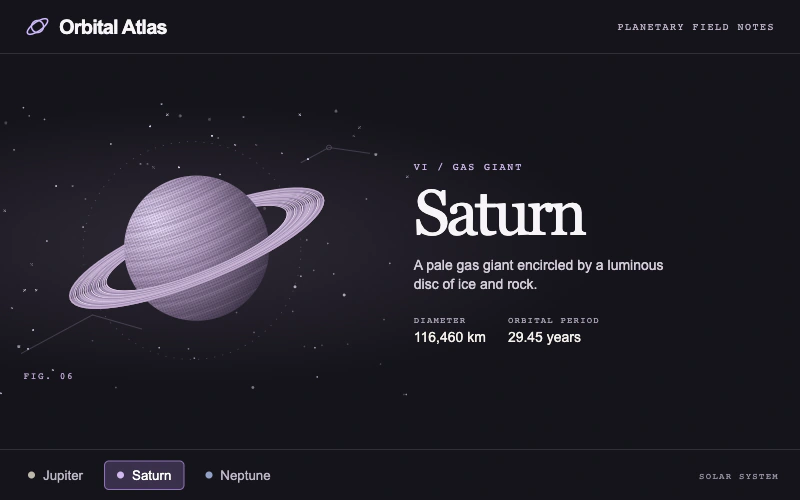 Orbital Atlas
PLANETARY FIELD NOTES
VI / GAS GIANT
Saturn
A pale gas giant encircled by a luminous
disc of ice and rock.
DIAMETER
116,460 km
ORBITAL PERIOD
29.45 years
FIG. 06
Jupiter
Saturn
Neptune
SOLAR SYSTEM